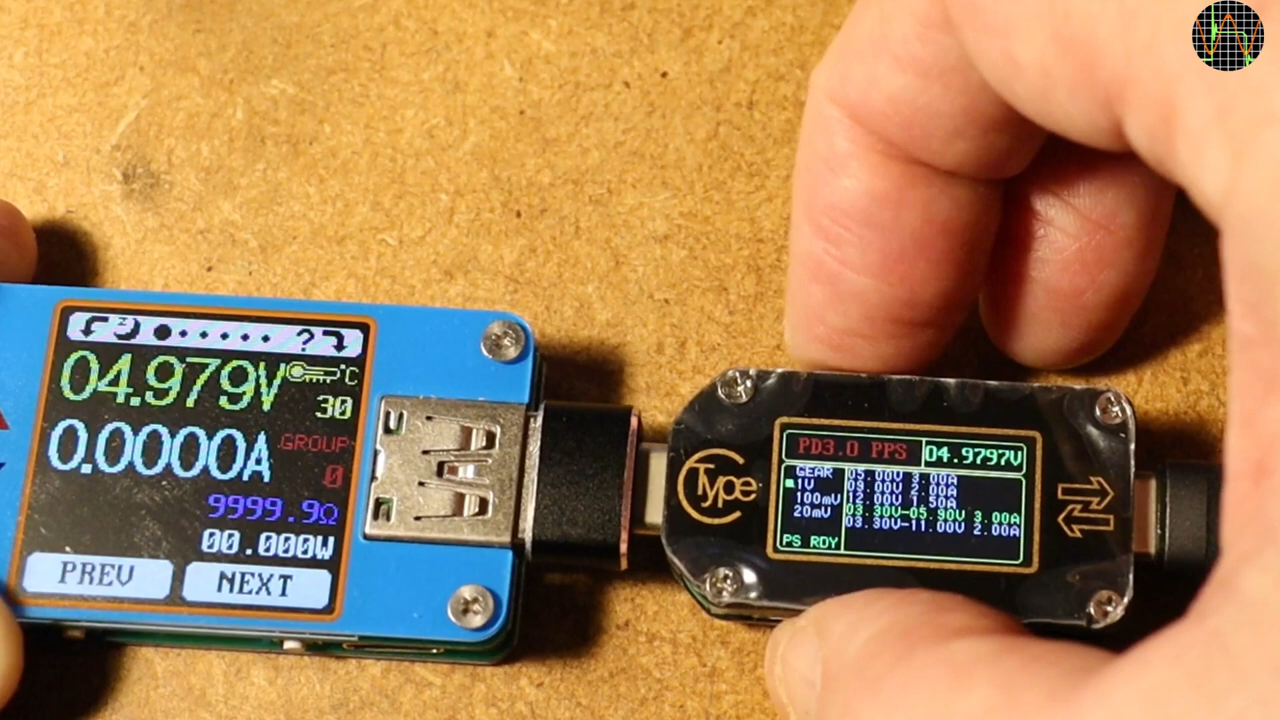 ?
04.979V
°C
30
0.0000A
GROUP
0
9999.9Ω
00.000W
PREV
NEXT
Type
PD3.0 PPS
04.9797V
GEAR
1V
100mV
20mV
PS RDY
05.00V 3.00A
09.00V 2.00A
12.00V 1.50A
03.30V-05.90V 3.00A
03.30V-11.00V 2.00A